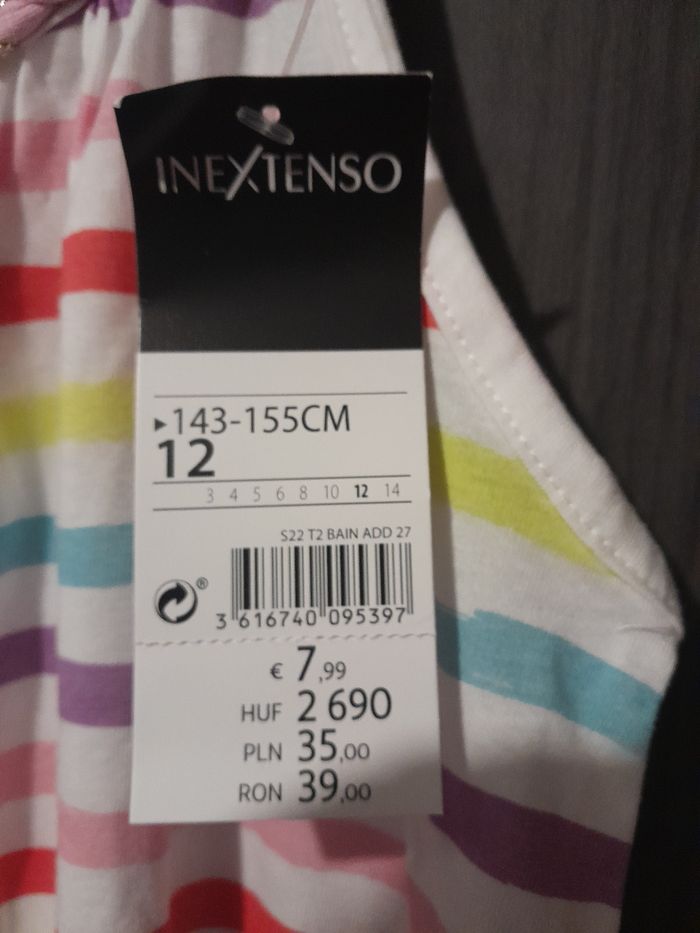 INEXTENSO
▸143-155CM
12
3 4 5 6 8 10 12 14
S22 T2 BAIN ADD 27
®
3 616740 095397
€ 7,99
HUF 2 690
PLN 35,00
RON 39,00